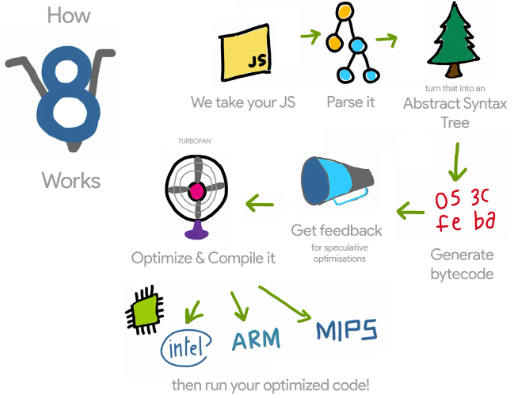 How
8
Works
JS
We take your JS
Parse it
turn that into an
Abstract Syntax
Tree
05 3c
fe ba
Generate
bytecode
Get feedback
for speculative
optimisations
TURBOFAN
Optimize & Compile it
intel
ARM
MIPS
then run your optimized code!